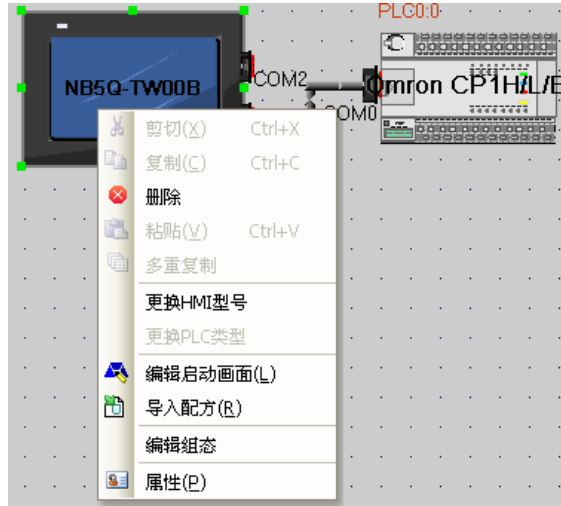 PLC0:0
NB5Q-TW00B
COM2
Omron CP1H/L/E
COM0
剪切(X) Ctrl+X
复制(C) Ctrl+C
删除
粘贴(V) Ctrl+V
多重复制
更换HMI型号
更换PLC类型
编辑启动画面(L)
导入配方(R)
编辑组态
属性(P)